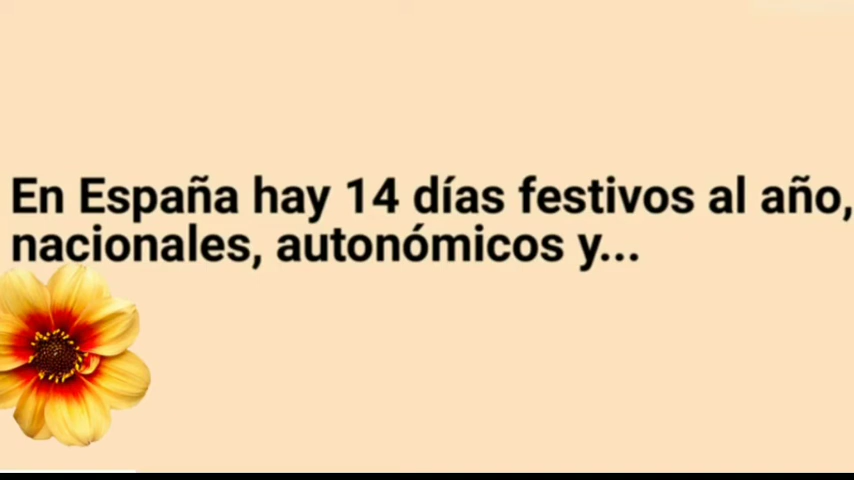 En España hay 14 días festivos al año,
nacionales, autonómicos y...